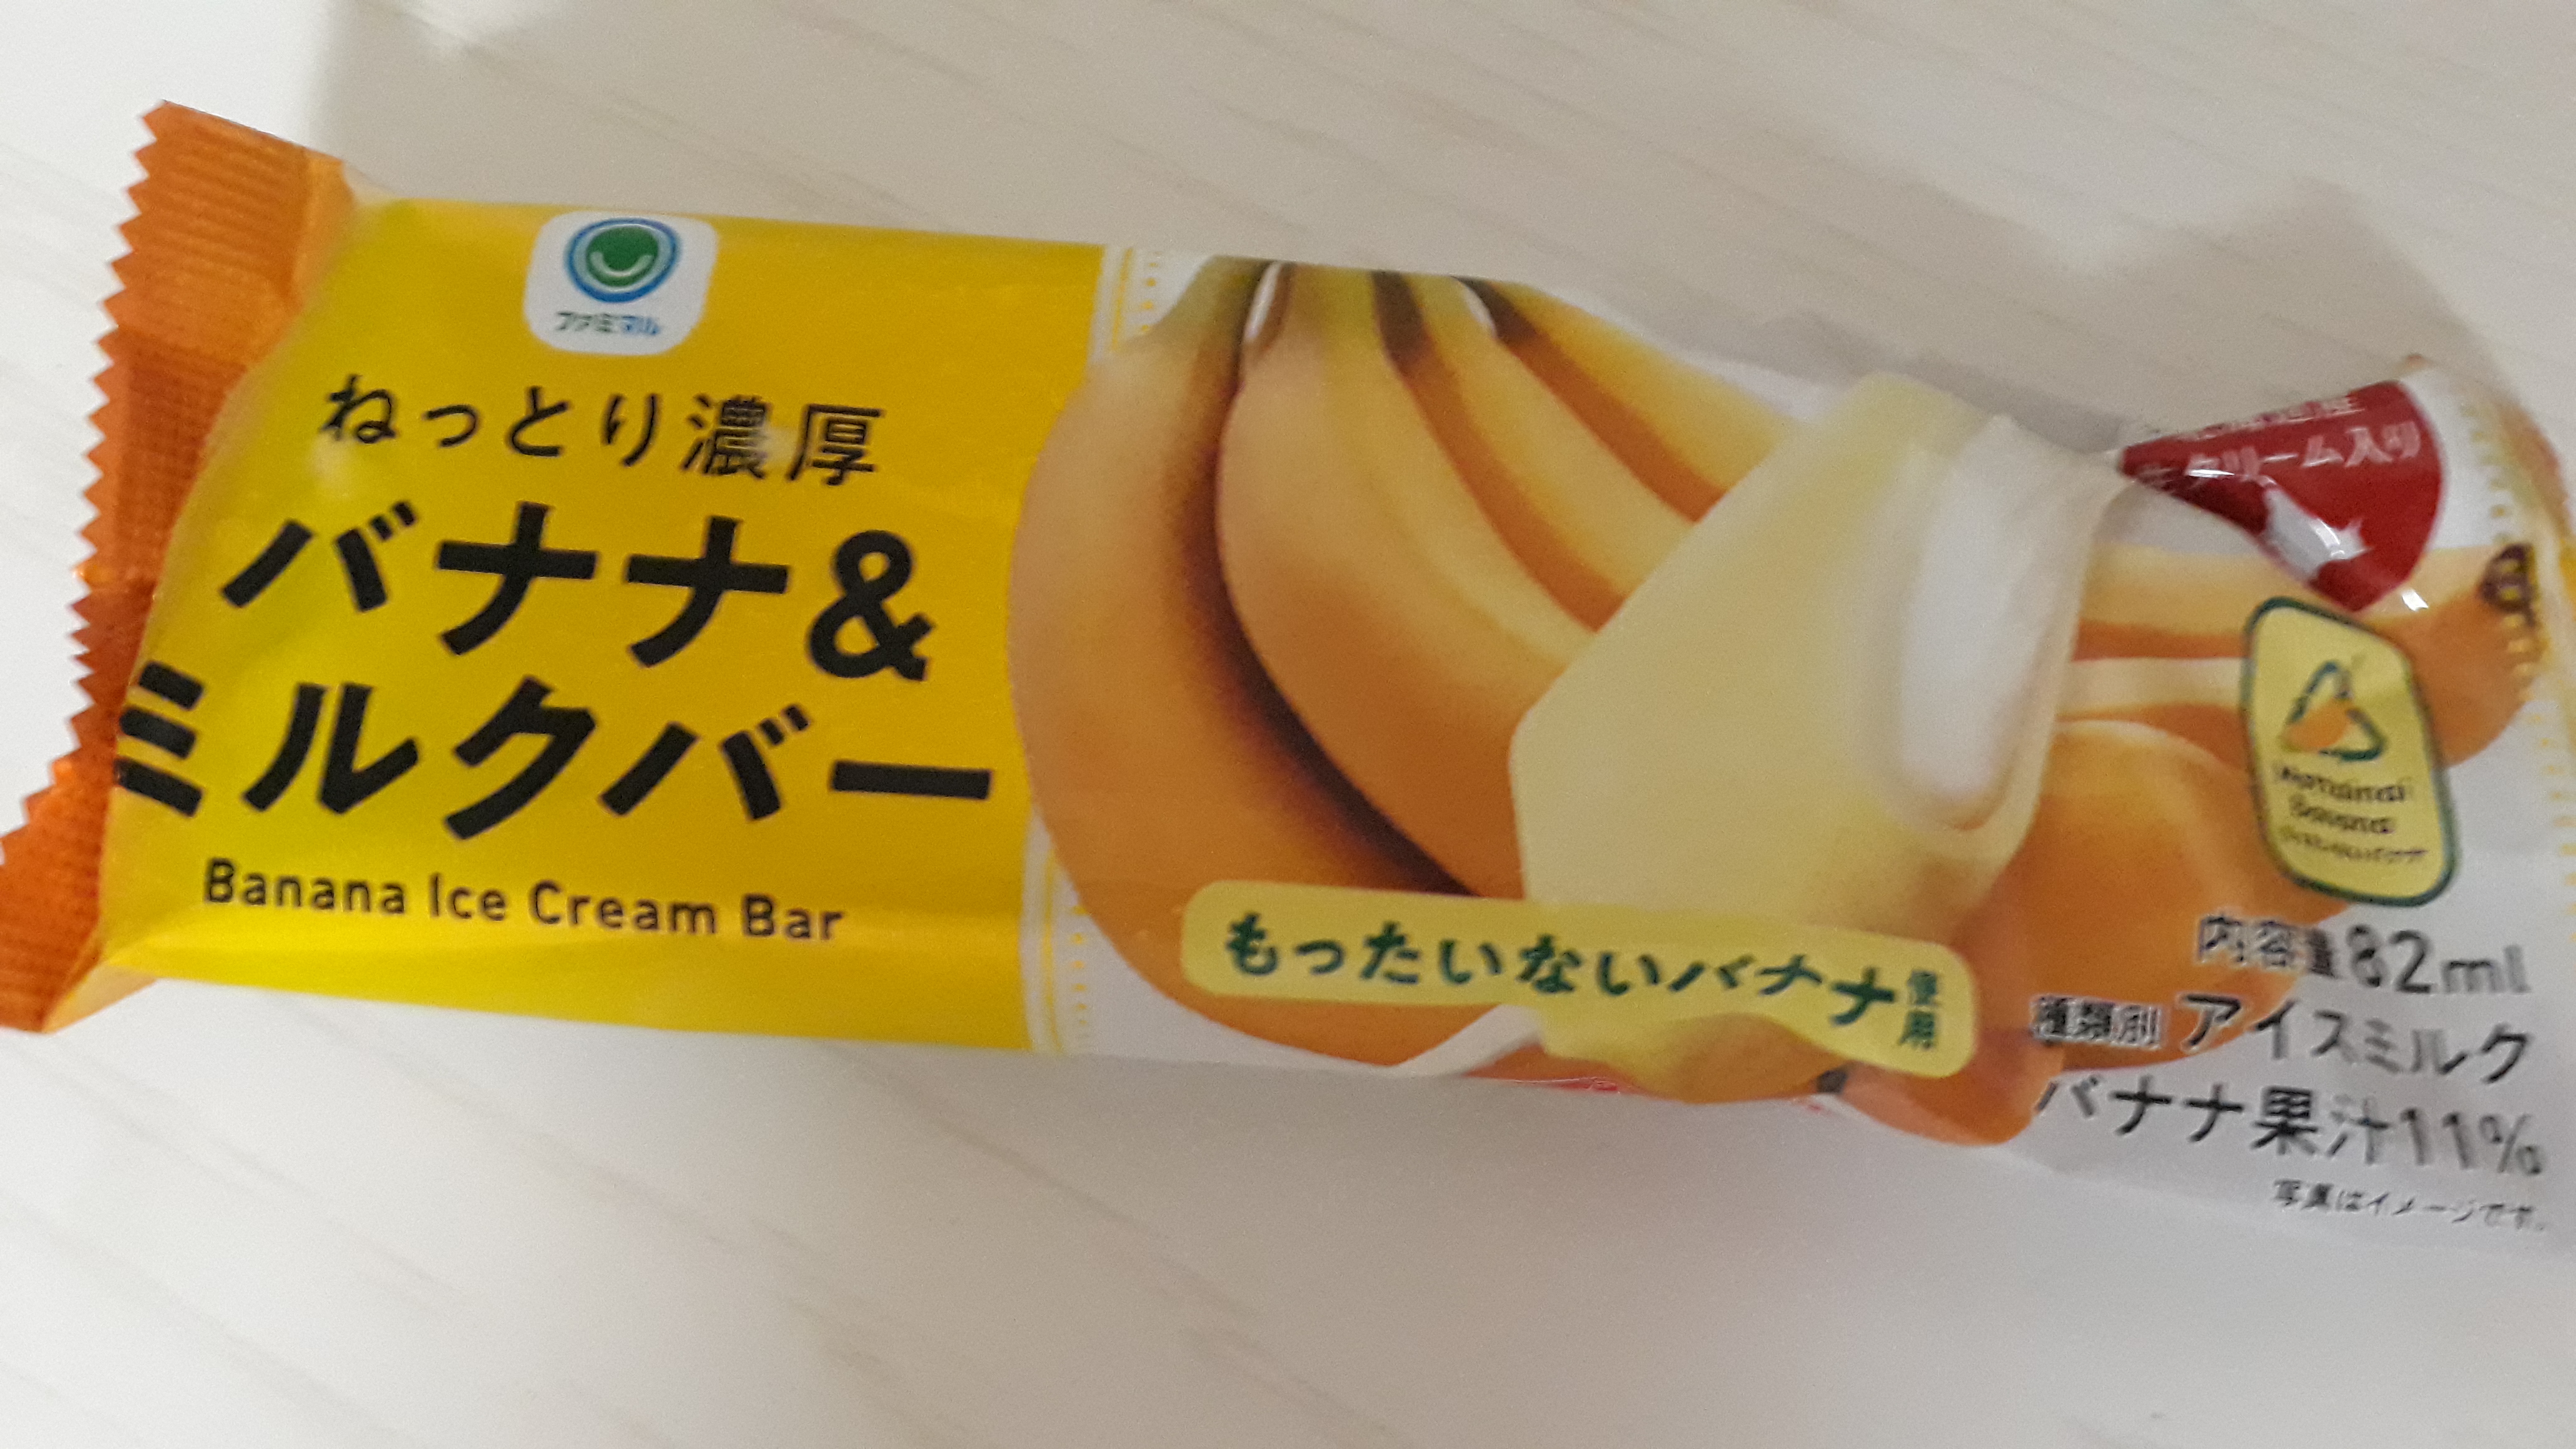 ファミマル
ねっとり濃厚
バナナ&
ミルクバー
Banana Ice Cream Bar
もったいないバナナ使用
クリーム入り
Mottainai
Banana
内容量82ml
種類別 アイスミルク
バナナ果汁11%
写真はイメージです。